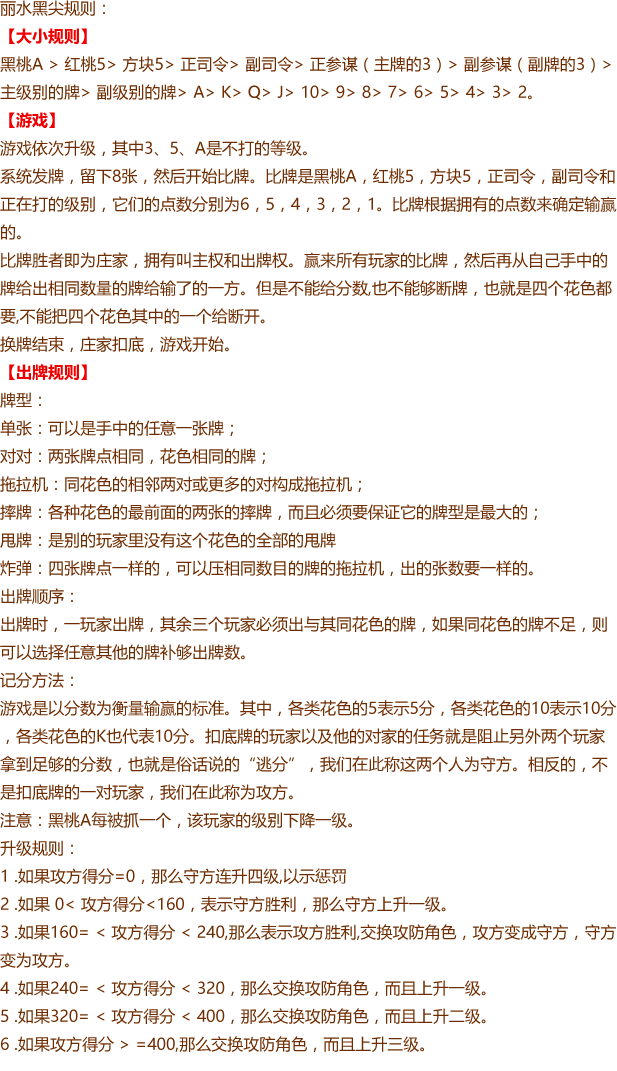 丽水黑尖规则：
【大小规则】
黑桃A > 红桃5> 方块5> 正司令> 副司令> 正参谋（主牌的3）> 副参谋（副牌的3）>
主级别的牌> 副级别的牌> A> K> Q> J> 10> 9> 8> 7> 6> 5> 4> 3> 2。
【游戏】
游戏依次升级，其中3、5、A是不打的等级。
系统发牌，留下8张，然后开始比牌。比牌是黑桃A，红桃5，方块5，正司令，副司令和
正在打的级别，它们的点数分别为6，5，4，3，2，1。比牌根据拥有的点数来确定输赢
的。
比牌胜者即为庄家，拥有叫主权和出牌权。赢来所有玩家的比牌，然后再从自己手中的
牌给出相同数量的牌给输了的一方。但是不能给分数,也不能够断牌，也就是四个花色都
要,不能把四个花色其中的一个给断开。
换牌结束，庄家扣底，游戏开始。
【出牌规则】
牌型：
单张：可以是手中的任意一张牌；
对对：两张牌点相同，花色相同的牌；
拖拉机：同花色的相邻两对或更多的对构成拖拉机；
摔牌：各种花色的最前面的两张的摔牌，而且必须要保证它的牌型是最大的；
甩牌：是别的玩家里没有这个花色的全部的甩牌
炸弹：四张牌点一样的，可以压相同数目的牌的拖拉机，出的张数要一样的。
出牌顺序：
出牌时，一玩家出牌，其余三个玩家必须出与其同花色的牌，如果同花色的牌不足，则
可以选择任意其他的牌补够出牌数。
记分方法：
游戏是以分数为衡量输赢的标准。其中，各类花色的5表示5分，各类花色的10表示10分
，各类花色的K也代表10分。扣底牌的玩家以及他的对家的任务就是阻止另外两个玩家
拿到足够的分数，也就是俗话说的“逃分”，我们在此称这两个人为守方。相反的，不
是扣底牌的一对玩家，我们在此称为攻方。
注意：黑桃A每被抓一个，该玩家的级别下降一级。
升级规则：
1 .如果攻方得分=0，那么守方连升四级,以示惩罚
2 .如果 0< 攻方得分<160，表示守方胜利，那么守方上升一级。
3 .如果160= < 攻方得分 < 240,那么表示攻方胜利,交换攻防角色，攻方变成守方，守方
变为攻方。
4 .如果240= < 攻方得分 < 320，那么交换攻防角色，而且上升一级。
5 .如果320= < 攻方得分 < 400，那么交换攻防角色，而且上升二级。
6 .如果攻方得分 > =400,那么交换攻防角色，而且上升三级。